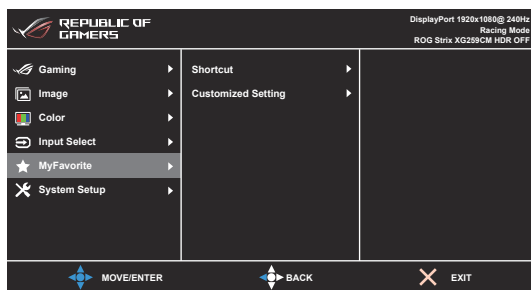 REPUBLIC OF
GAMERS
DisplayPort 1920x1080@ 240Hz
Racing Mode
ROG Strix XG259CM HDR OFF
Gaming
Image
Color
Input Select
MyFavorite
System Setup
Shortcut
Customized Setting
MOVE/ENTER
BACK
EXIT